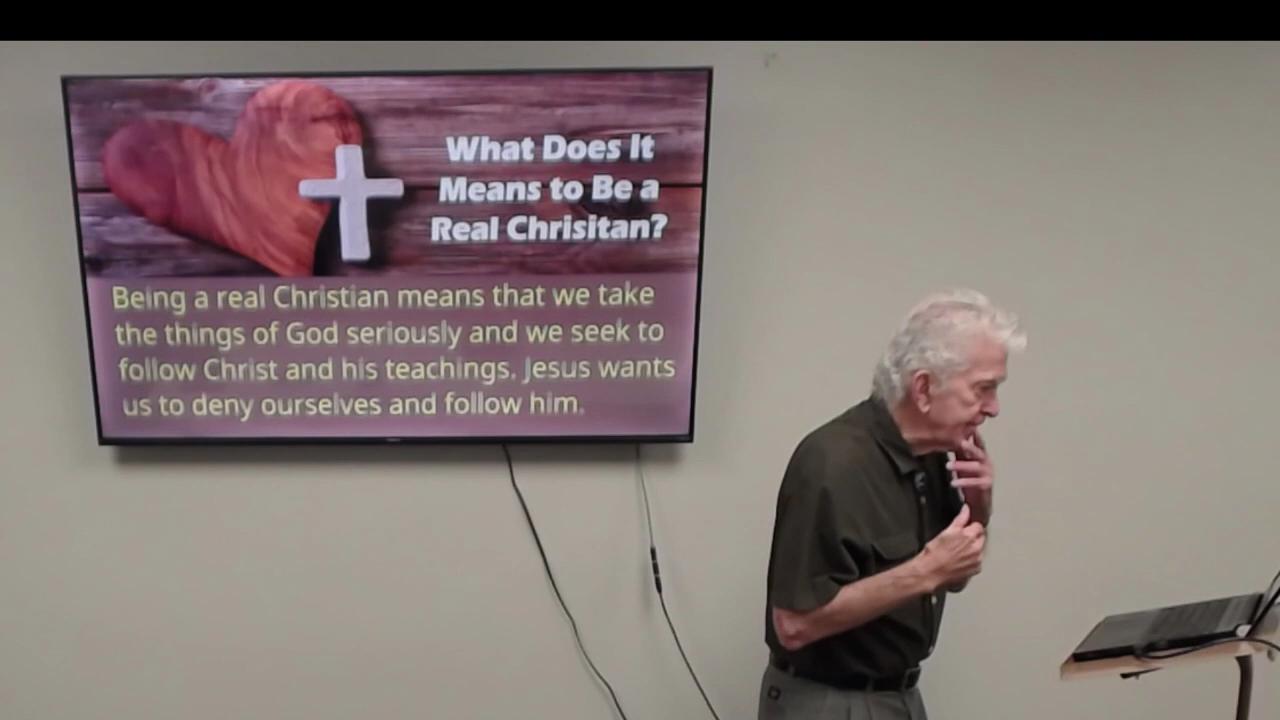 What Does It
Means to Be a
Real Chrisitan?
Being a real Christian means that we take
the things of God seriously and we seek to
follow Christ and his teachings. Jesus wants
us to deny ourselves and follow him.